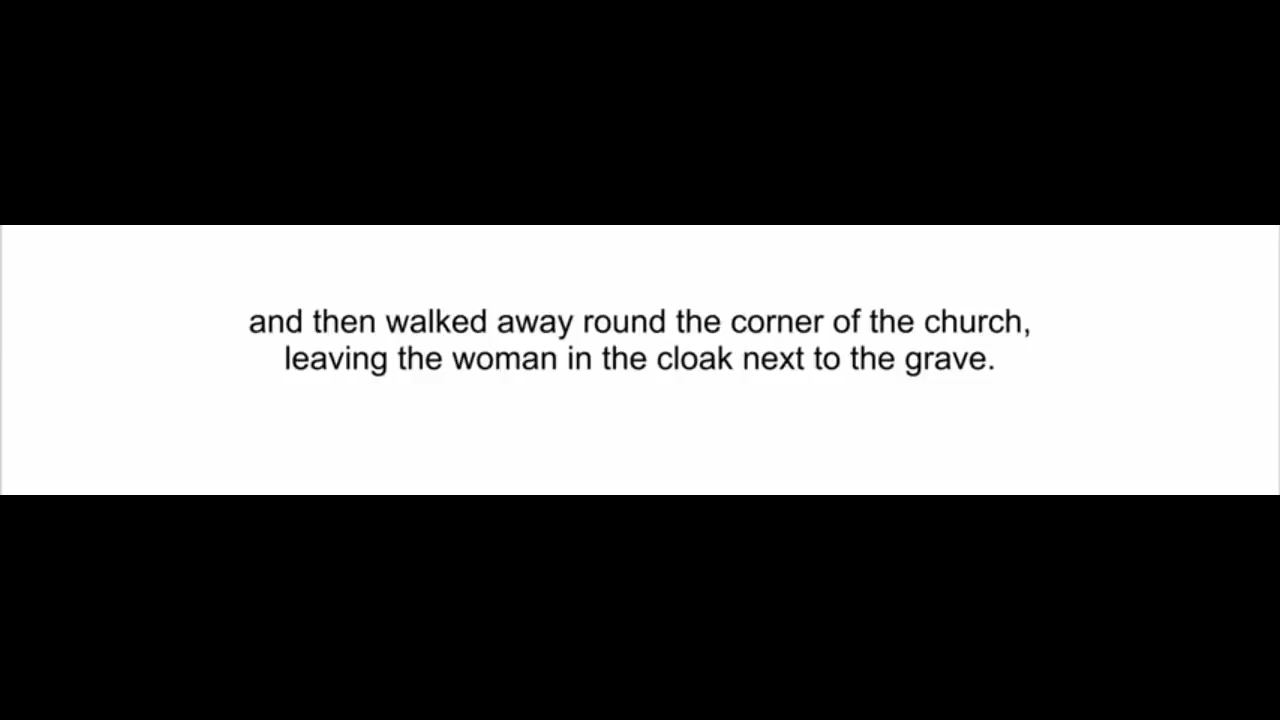 and then walked away round the corner of the church,
leaving the woman in the cloak next to the grave.